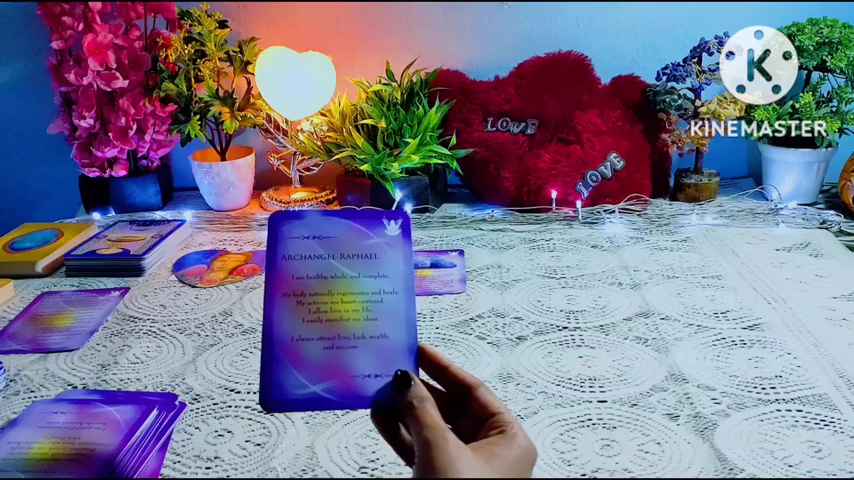 K
KINEMASTER
LOVE
LOVE
ARCHANGEL RAPHAEL
I am healthy, whole, and complete.
My body naturally regenerates and heals.
My actions are heart-centered.
I allow love in my life.
I easily manifest my ideas.
I always attract love, luck, wealth,
and success